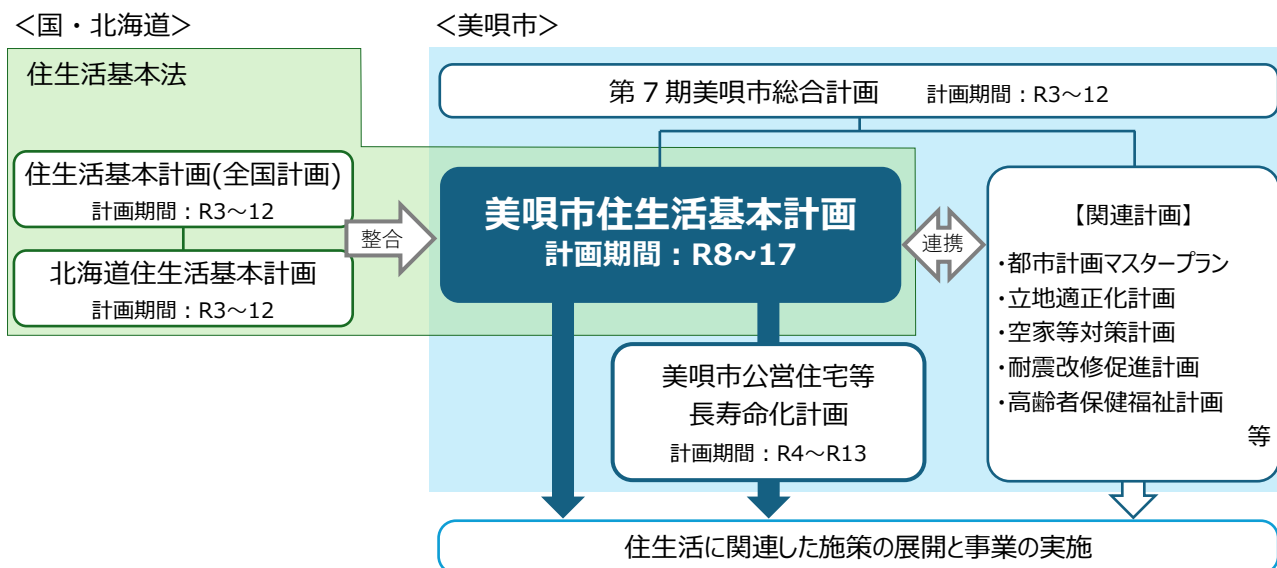 ＜国・北海道＞
＜美唄市＞
住生活基本法
第７期美唄市総合計画　計画期間：R3～12
住生活基本計画(全国計画)
計画期間：R3～12
北海道住生活基本計画
計画期間：R3～12
整合
美唄市住生活基本計画
計画期間：R8~17
連携
【関連計画】
・都市計画マスタープラン
・立地適正化計画
・空家等対策計画
・耐震改修促進計画
・高齢者保健福祉計画
等
美唄市公営住宅等
長寿命化計画
計画期間：R4～R13
住生活に関連した施策の展開と事業の実施